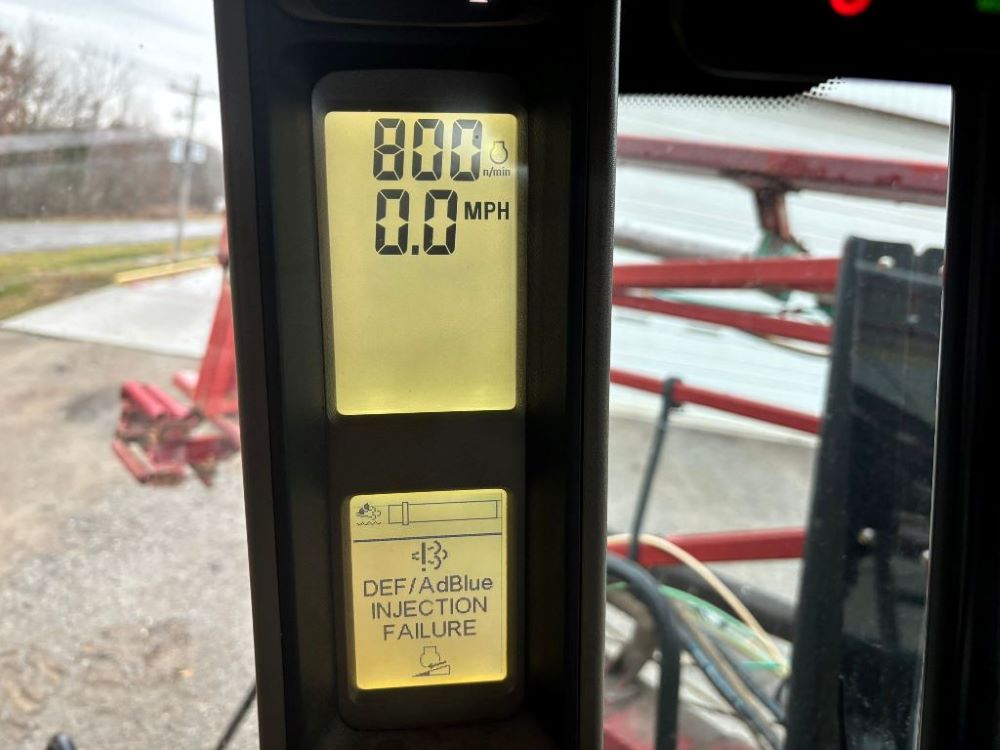 800 n/min
0.0 MPH
DEF/AdBlue
INJECTION
FAILURE